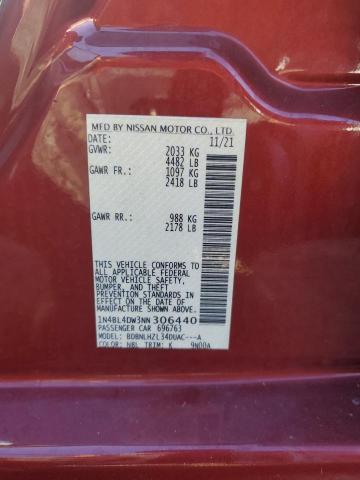 MFD BY NISSAN MOTOR CO., LTD.
DATE: 11/21
GVWR: 2033 KG
4482 LB
GAWR FR.: 1097 KG
2418 LB
GAWR RR.: 988 KG
2178 LB
THIS VEHICLE CONFORMS
TO ALL APPLICABLE FEDERAL
MOTOR VEHICLE SAFETY,
BUMPER, AND THEFT
PREVENTION STANDARDS IN
EFFECT ON THE DATE OF
MANUFACTURE SHOWN ABOVE.
1N4BL4DW3NN306440
PASSENGER CAR 696763
MODEL: BDBNLHZL34DUAC---A
COLOR: NBL TRIM: K 9N00A